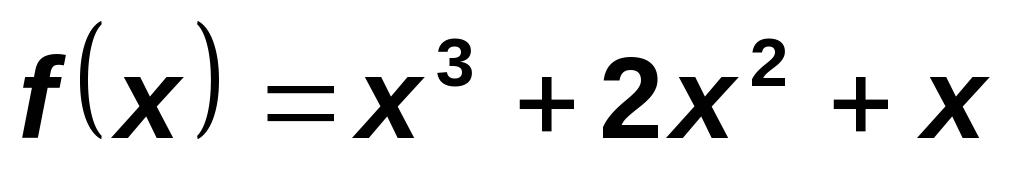 f(x) = x³ + 2x² + x